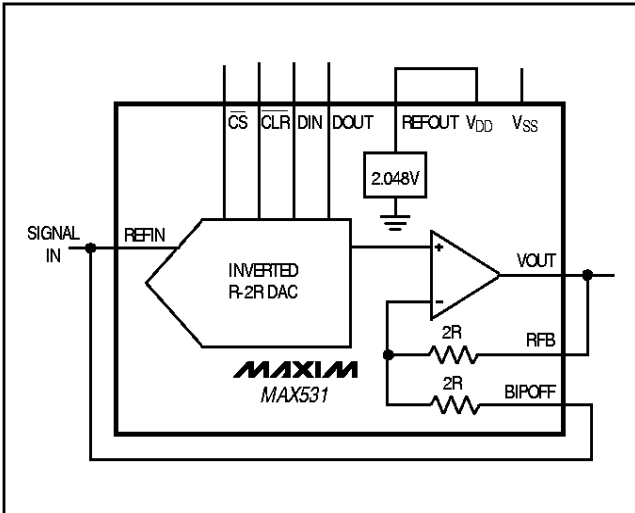 CS CLR DIN DOUT REFOUT VDD VSS
2.048V
SIGNAL
IN
REFIN
INVERTED
R-2R DAC
+
VOUT
−
2R
RFB
2R
BIPOFF
MAXIM
MAX531